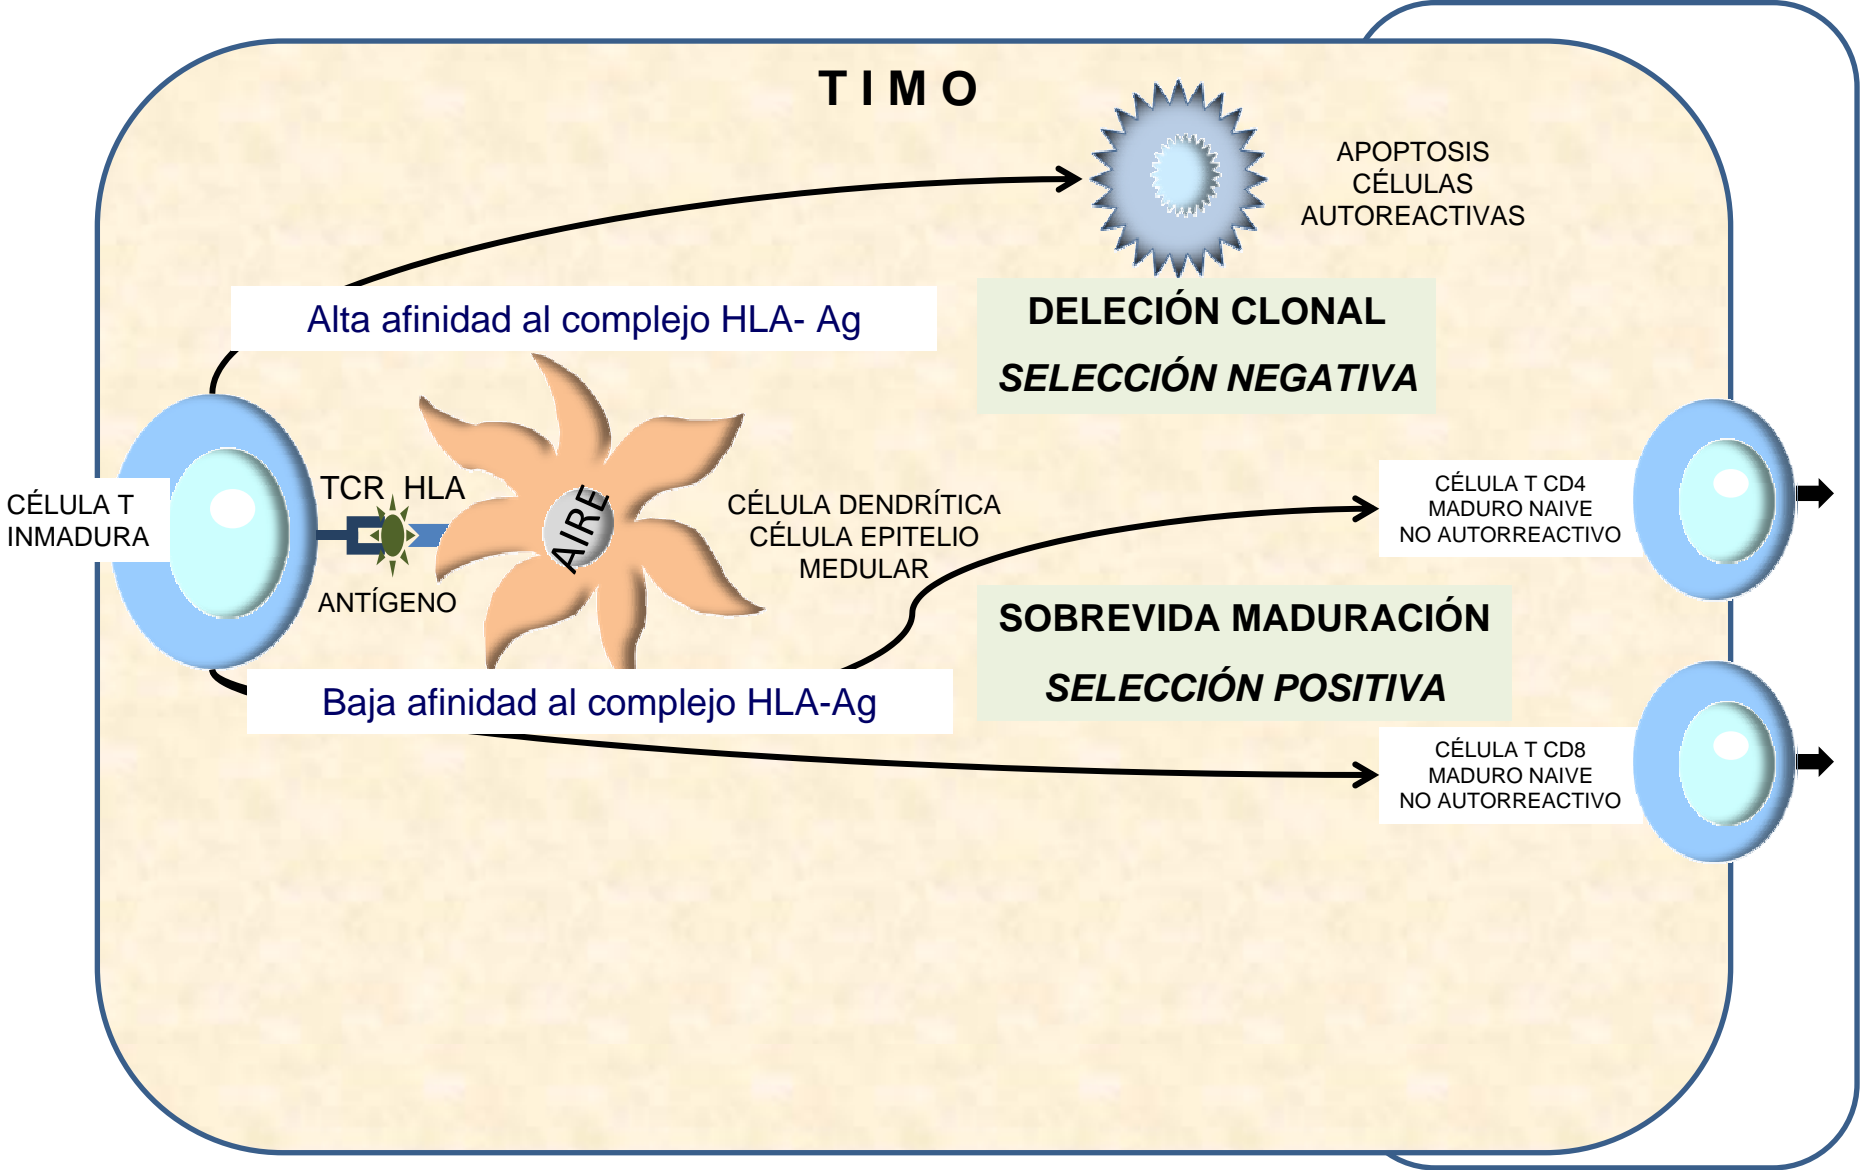 T I M O
APOPTOSIS
CÉLULAS
AUTOREACTIVAS
Alta afinidad al complejo HLA- Ag
DELECIÓN CLONAL
SELECCIÓN NEGATIVA
CÉLULA T
INMADURA
TCR HLA
ANTÍGENO
AIRE
CÉLULA DENDRÍTICA
CÉLULA EPITELIO
MEDULAR
CÉLULA T CD4
MADURO NAIVE
NO AUTORREACTIVO
SOBREVIDA MADURACIÓN
SELECCIÓN POSITIVA
Baja afinidad al complejo HLA-Ag
CÉLULA T CD8
MADURO NAIVE
NO AUTORREACTIVO